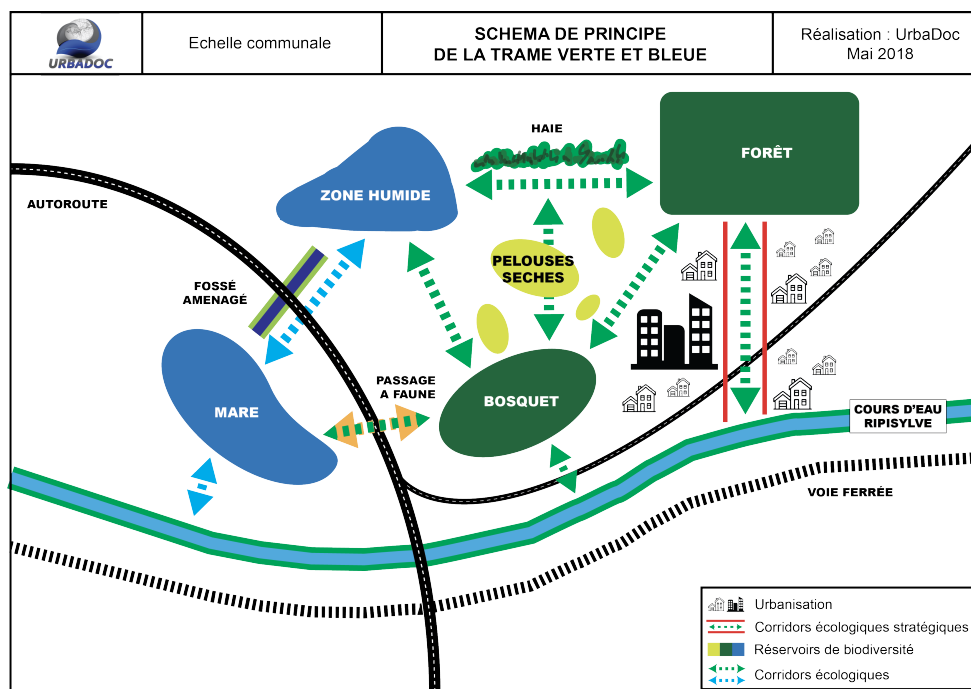 URBADOC
Echelle communale
SCHEMA DE PRINCIPE
DE LA TRAME VERTE ET BLEUE
Réalisation : UrbaDoc
Mai 2018
HAIE
FORÊT
ZONE HUMIDE
AUTOROUTE
PELOUSES
SECHES
FOSSÉ
AMENAGÉ
PASSAGE
A FAUNE
MARE
BOSQUET
COURS D'EAU
RIPISYLVE
VOIE FERRÉE
Urbanisation
Corridors écologiques stratégiques
Réservoirs de biodiversité
Corridors écologiques